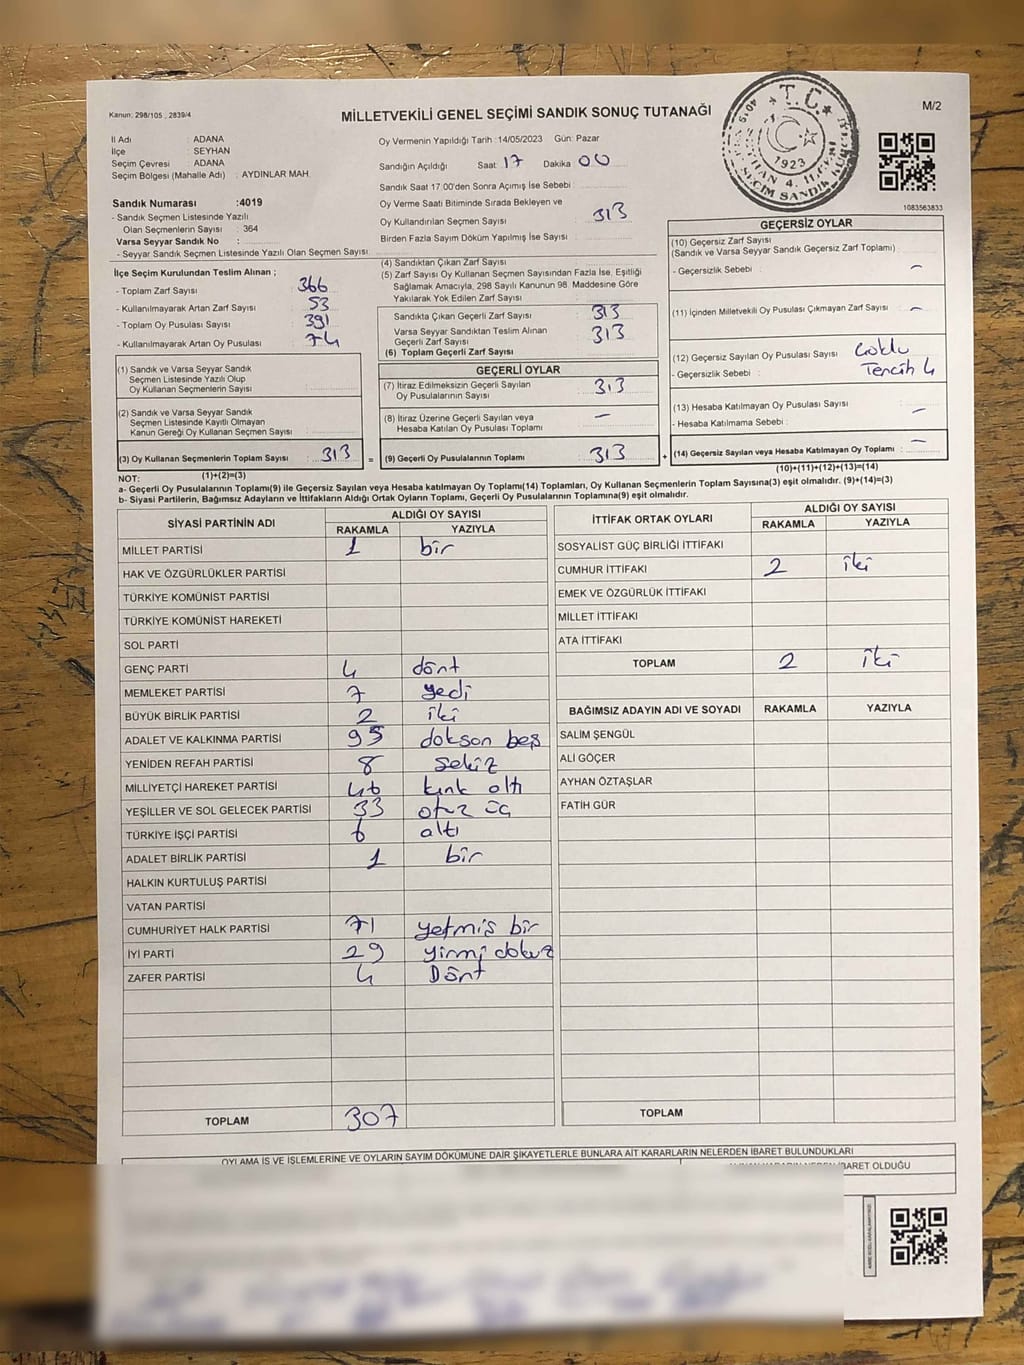 Kanun: 298/105 , 2839/4
MİLLETVEKİLİ GENEL SEÇİMİ SANDIK SONUÇ TUTANAĞI
M/2
İl Adı : ADANA
İlçe : SEYHAN
Seçim Çevresi : ADANA
Seçim Bölgesi (Mahalle Adı) : AYDINLAR MAH.
Oy Vermenin Yapıldığı Tarih :14/05/2023 Gün: Pazar
Sandığın Açıldığı Saat 17 Dakika 00
Sandık Saat 17.00'den Sonra Açımış İse Sebebi :
Oy Verme Saati Bitiminde Sırada Bekleyen ve
Oy Kullandırılan Seçmen Sayısı : 313
Birden Fazla Sayım Döküm Yapılmış İse Sayısı :
T.C.
1923
1083563833
Sandık Numarası :4019
- Sandık Seçmen Listesinde Yazılı
Olan Seçmenlerin Sayısı : 364
Varsa Seyyar Sandık No :
- Seyyar Sandık Seçmen Listesinde Yazılı Olan Seçmen Sayısı
İlçe Seçim Kurulundan Teslim Alınan ;
- Toplam Zarf Sayısı : 366
- Kullanılmayarak Artan Zarf Sayısı : 53
- Toplam Oy Pusulası Sayısı : 391
- Kullanılmayarak Artan Oy Pusulası : 74
(1) Sandık ve Varsa Seyyar Sandık
Seçmen Listesinde Yazılı Olup
Oy Kullanan Seçmenlerin Sayısı :
(2) Sandık ve Varsa Seyyar Sandık
Seçmen Listesinde Kayıtlı Olmayan
Kanun Gereği Oy Kullanan Seçmen Sayısı :
(3) Oy Kullanan Seçmenlerin Toplam Sayısı : 313 =
(4) Sandıktan Çıkan Zarf Sayısı :
(5) Zarf Sayısı Oy Kullanan Seçmen Sayısından Fazla İse, Eşitliği
Sağlamak Amacıyla, 298 Sayılı Kanunun 98. Maddesine Göre
Yakılarak Yok Edilen Zarf Sayısı :
Sandıkta Çıkan Geçerli Zarf Sayısı : 313
Varsa Seyyar Sandıktan Teslim Alınan
Geçerli Zarf Sayısı : 313
(6) Toplam Geçerli Zarf Sayısı :
GEÇERLİ OYLAR
(7) İtiraz Edilmeksizin Geçerli Sayılan
Oy Pusulalarının Sayısı : 313
(8) İtiraz Üzerine Geçerli Sayılan veya
Hesaba Katılan Oy Pusulası Toplamı : –
(9) Geçerli Oy Pusulalarının Toplamı : 313 +
GEÇERSİZ OYLAR
(10) Geçersiz Zarf Sayısı
(Sandık ve Varsa Seyyar Sandık Geçersiz Zarf Toplamı)
- Geçersizlik Sebebi : –
(11) İçinden Milletvekili Oy Pusulası Çıkmayan Zarf Sayısı : –
(12) Geçersiz Sayılan Oy Pusulası Sayısı : Çoklu
- Geçersizlik Sebebi : Tercih 4
(13) Hesaba Katılmayan Oy Pusulası Sayısı : –
- Hesaba Katılmama Sebebi :
(14) Geçersiz Sayılan veya Hesaba Katılmayan Oy Toplamı : –
NOT: (1)+(2)=(3)
(10)+(11)+(12)+(13)=(14)
a- Geçerli Oy Pusulalarının Toplamı(9) ile Geçersiz Sayılan veya Hesaba katılmayan Oy Toplamı(14) Toplamları, Oy Kullanan Seçmenlerin Toplam Sayısına(3) eşit olmalıdır. (9)+(14)=(3)
b- Siyasi Partilerin, Bağımsız Adayların ve İttifakların Aldığı Ortak Oyların Toplamı, Geçerli Oy Pusulalarının Toplamına(9) eşit olmalıdır.
SİYASİ PARTİNİN ADI ALDIĞI OY SAYISI
RAKAMLA YAZIYLA
MİLLET PARTİSİ 1 bir
HAK VE ÖZGÜRLÜKLER PARTİSİ
TÜRKİYE KOMÜNİST PARTİSİ
TÜRKİYE KOMÜNİST HAREKETİ
SOL PARTİ
GENÇ PARTİ 4 dört
MEMLEKET PARTİSİ 7 yedi
BÜYÜK BİRLİK PARTİSİ 2 iki
ADALET VE KALKINMA PARTİSİ 95 dokson beş
YENİDEN REFAH PARTİSİ 8 sekiz
MİLLİYETÇİ HAREKET PARTİSİ 46 kırk altı
YEŞİLLER VE SOL GELECEK PARTİSİ 33 otuz üç
TÜRKİYE İŞÇİ PARTİSİ 6 altı
ADALET BİRLİK PARTİSİ 1 bir
HALKIN KURTULUŞ PARTİSİ
VATAN PARTİSİ
CUMHURİYET HALK PARTİSİ 71 yetmiş bir
İYİ PARTİ 29 yirmi dokuz
ZAFER PARTİSİ 4 Dört
TOPLAM 307
İTTİFAK ORTAK OYLARI ALDIĞI OY SAYISI
RAKAMLA YAZIYLA
SOSYALİST GÜÇ BİRLİĞİ İTTİFAKI
CUMHUR İTTİFAKI 2 iki
EMEK VE ÖZGÜRLÜK İTTİFAKI
MİLLET İTTİFAKI
ATA İTTİFAKI
TOPLAM 2 iki
BAĞIMSIZ ADAYIN ADI VE SOYADI RAKAMLA YAZIYLA
SALİM ŞENGÜL
ALİ GÖÇER
AYHAN ÖZTAŞLAR
FATİH GÜR
TOPLAM
OYLAMA İŞ VE İŞLEMLERİNE VE OYLARIN SAYIM DÖKÜMÜNE DAİR ŞİKAYETLERLE BUNLARA AİT KARARLARIN NELERDEN İBARET BULUNDUKLARI
İBARET OLDUĞU